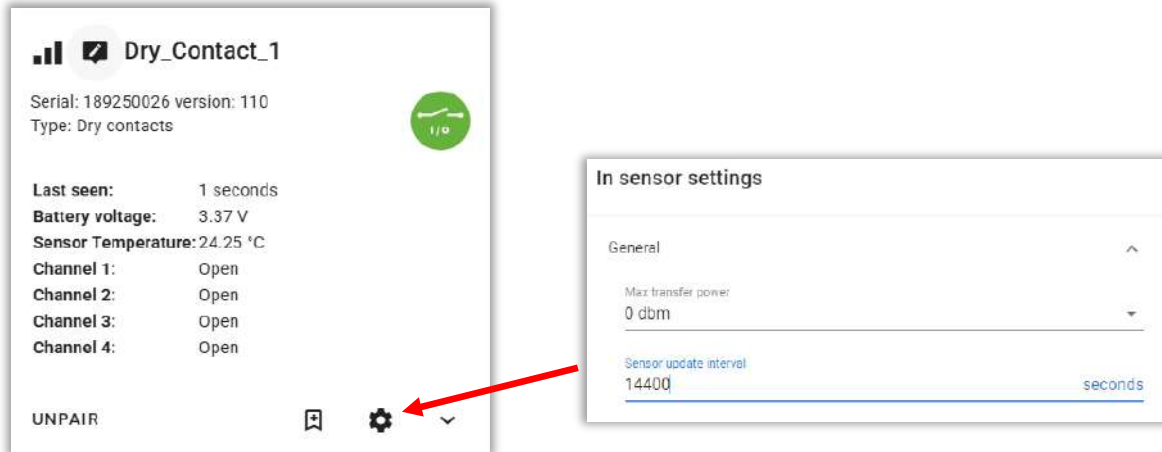 Dry_Contact_1
Serial: 189250026 version: 110
Type: Dry contacts
I/O
Last seen: 1 seconds
Battery voltage: 3.37 V
Sensor Temperature: 24.25 °C
Channel 1: Open
Channel 2: Open
Channel 3: Open
Channel 4: Open
UNPAIR
In sensor settings
General
Max transfer power
0 dbm
Sensor update interval
14400 seconds